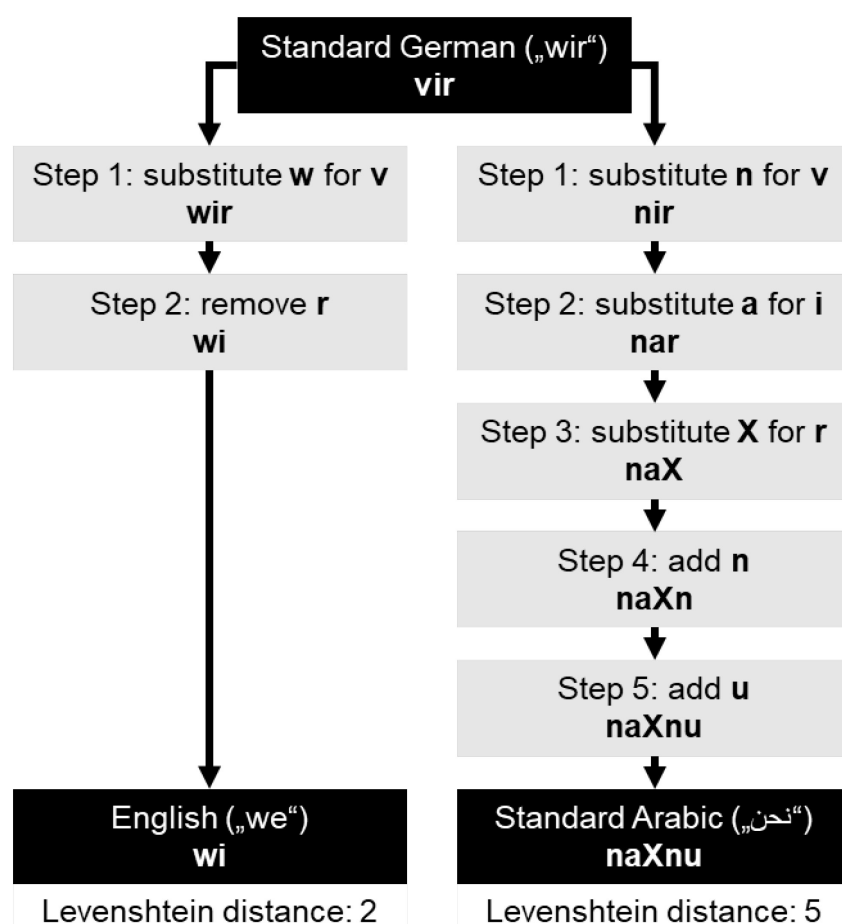 Standard German („wir“)
vir
Step 1: substitute w for v
wir
Step 2: remove r
wi
English („we“)
wi
Levenshtein distance: 2
Step 1: substitute n for v
nir
Step 2: substitute a for i
nar
Step 3: substitute X for r
naX
Step 4: add n
naXn
Step 5: add u
naXnu
Standard Arabic („نحن“)
naXnu
Levenshtein distance: 5